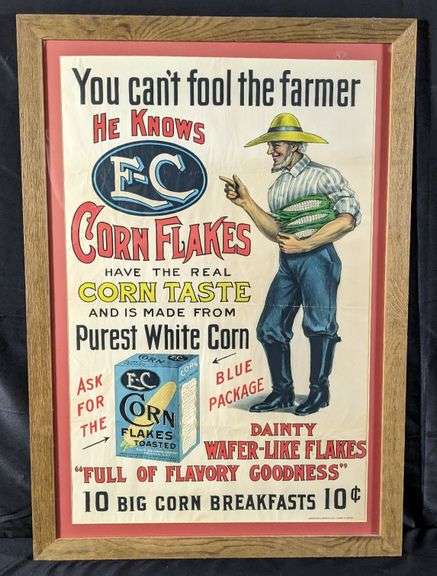 You can't fool the farmer
HE KNOWS
E-C
CORN FLAKES
HAVE THE REAL
CORN TASTE
AND IS MADE FROM
Purest White Corn
ASK
FOR
THE
CORN
E-C
CORN
FLAKES
TOASTED
BLUE
PACKAGE
DAINTY
WAFER-LIKE FLAKES
"FULL OF FLAVORY GOODNESS"
10 BIG CORN BREAKFASTS 10¢